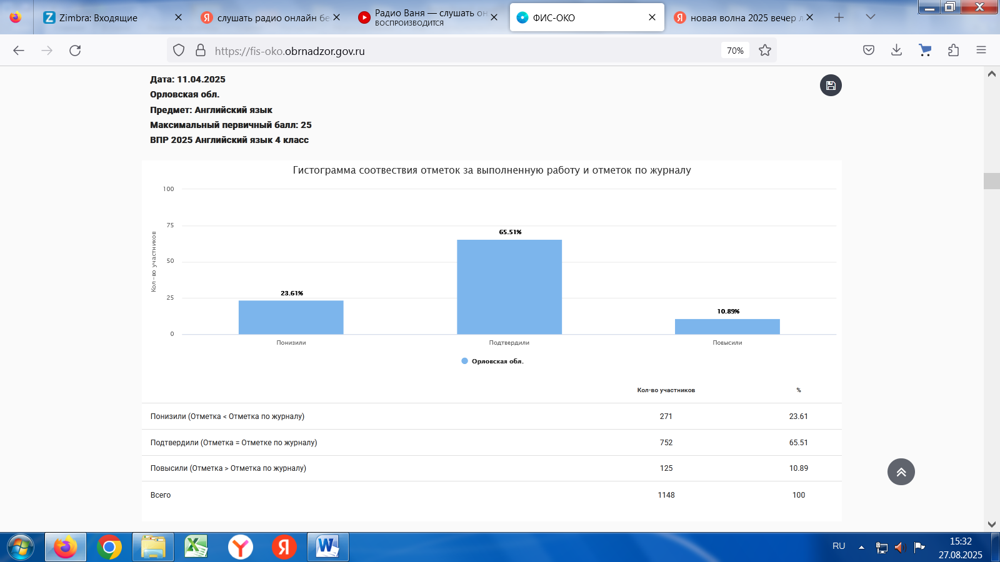 Zimbra: Входящие
слушать радио онлайн бе
Радио Ваня — слушать он
ВОСПРОИЗВОДИТСЯ
ФИС-ОКО
новая волна 2025 вечер л
https://fis-oko.obrnadzor.gov.ru
70%
Дата: 11.04.2025
Орловская обл.
Предмет: Английский язык
Максимальный первичный балл: 25
ВПР 2025 Английский язык 4 класс
Гистограмма соотвествия отметок за выполненную работу и отметок по журналу
Кол-во участников
100
75
50
25
0
23.61%
65.51%
10.89%
Понизили
Подтвердили
Повысили
Орловская обл.
Кол-во участников %
Понизили (Отметка < Отметка по журналу) 271 23.61
Подтвердили (Отметка = Отметке по журналу) 752 65.51
Повысили (Отметка > Отметка по журналу) 125 10.89
Всего 1148 100
RU
15:32
27.08.2025